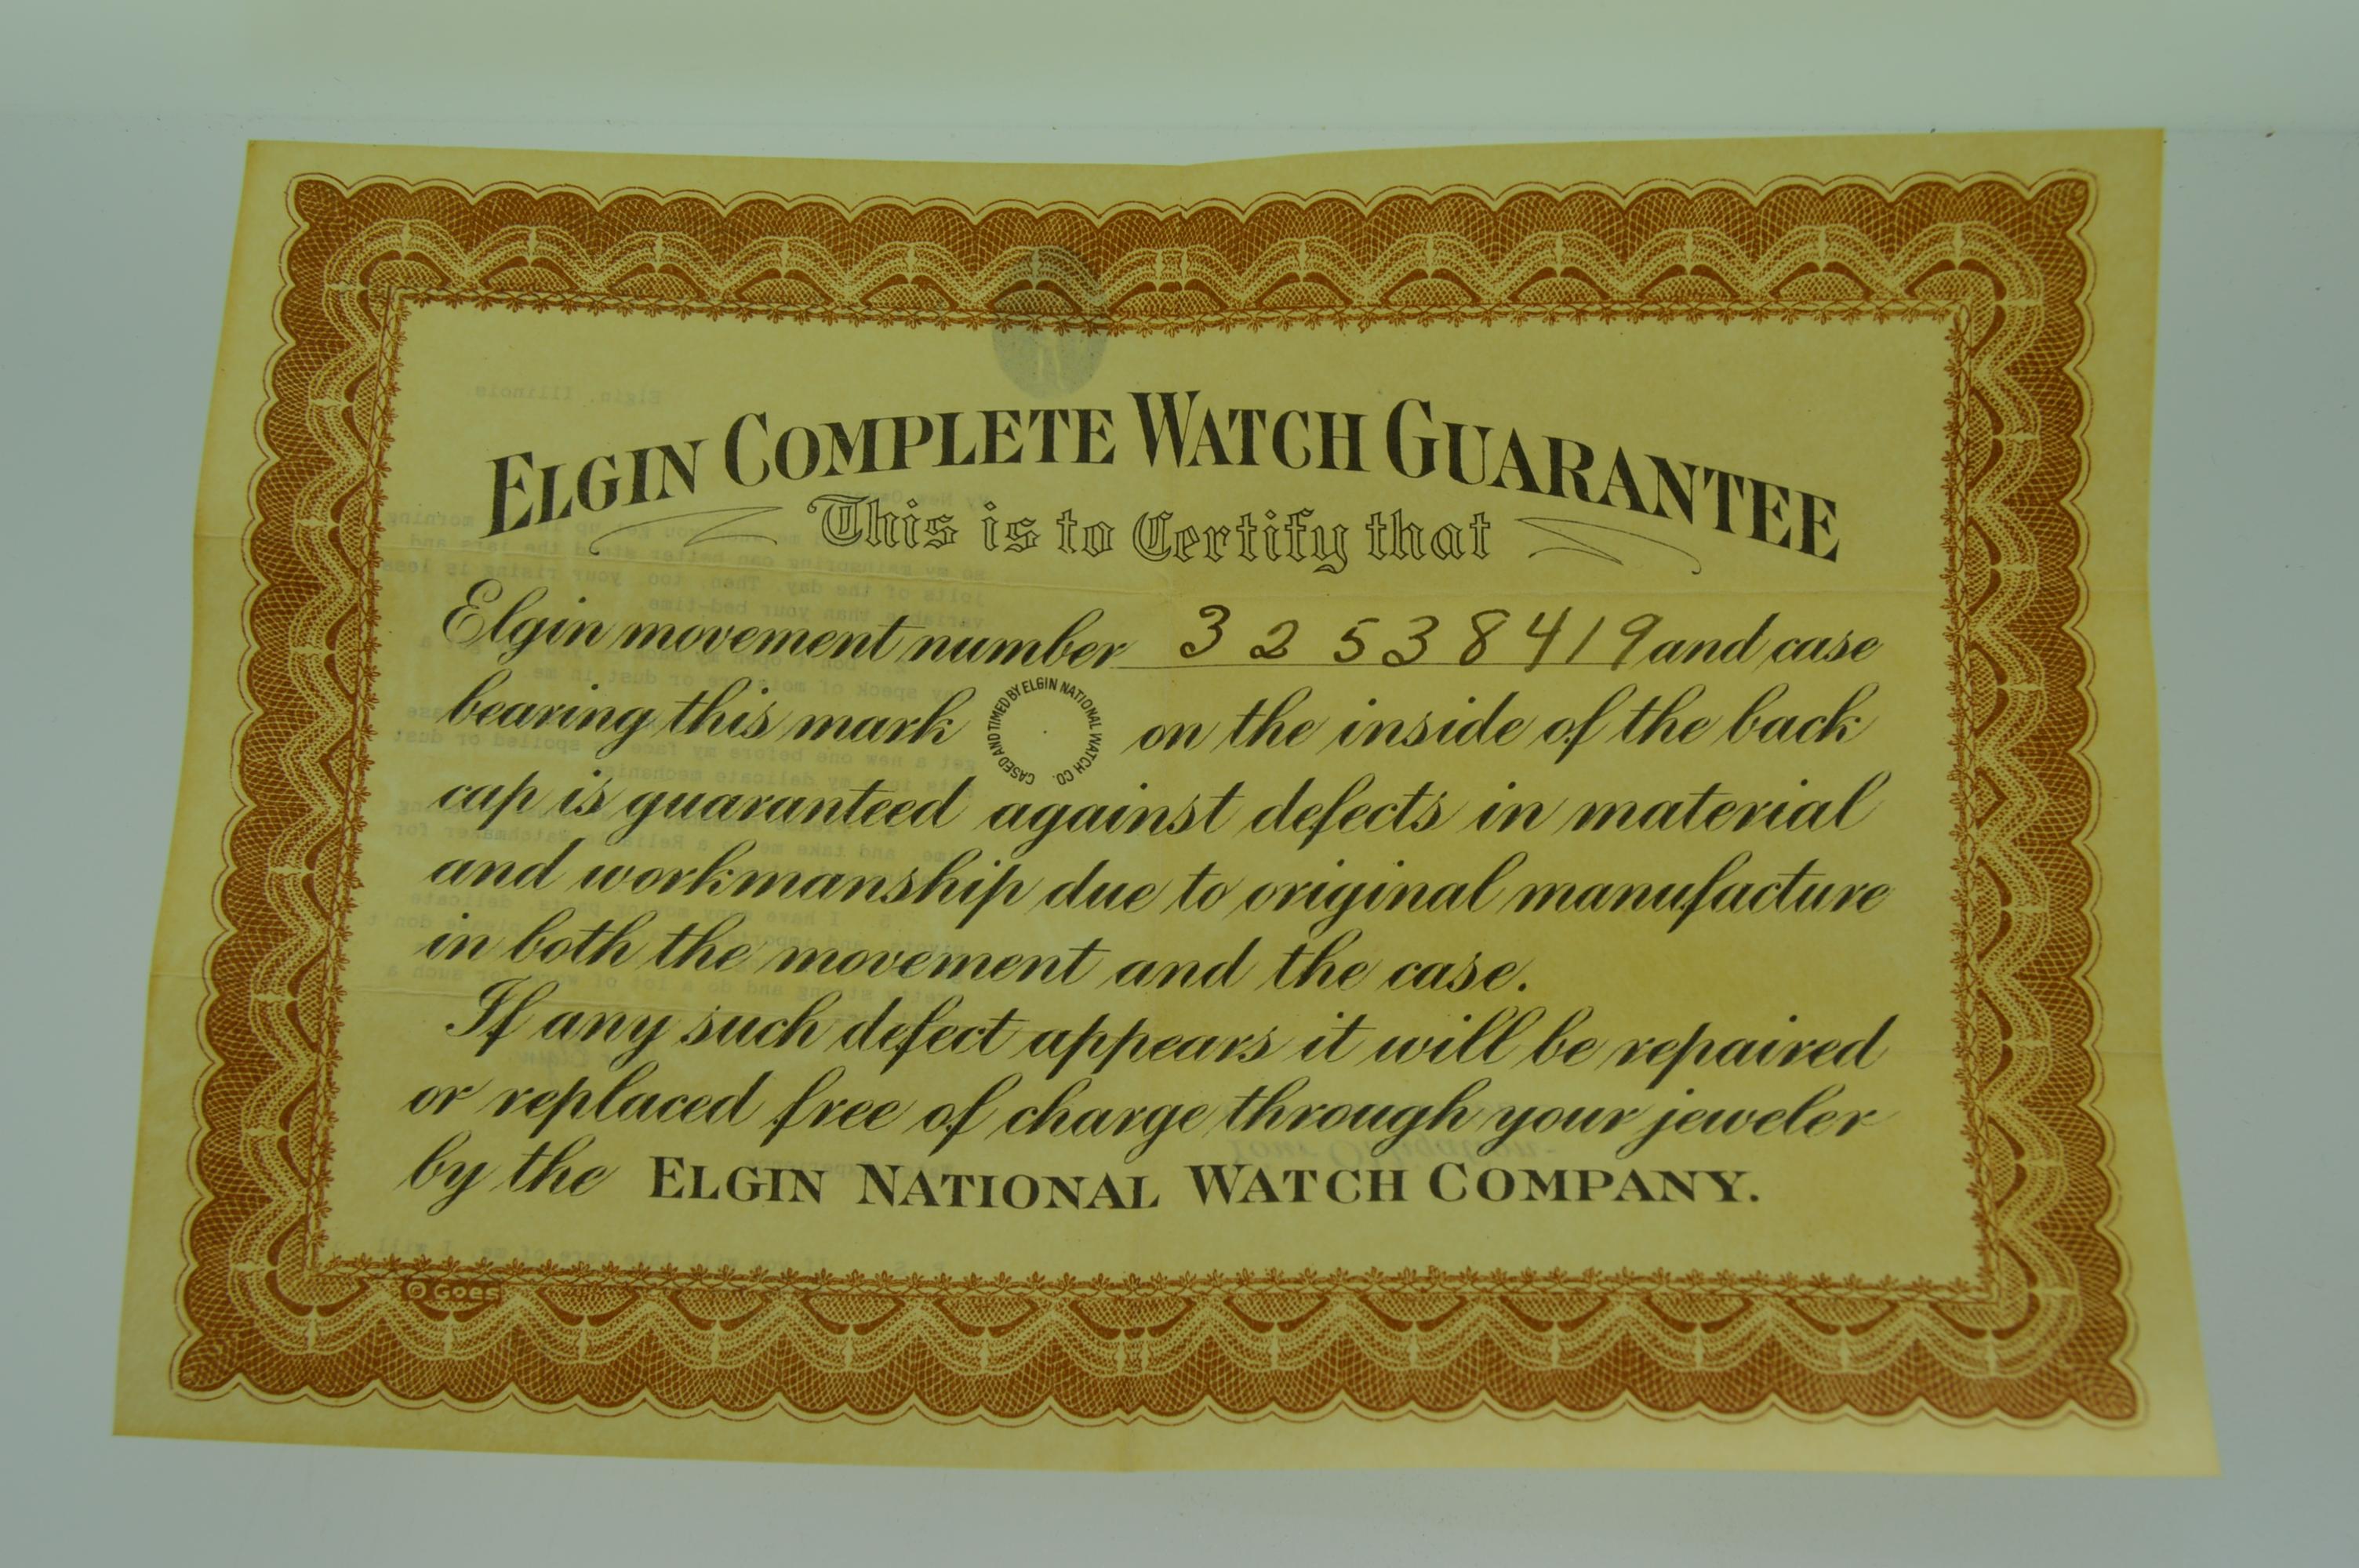 ELGIN COMPLETE WATCH GUARANTEE
This is to Certify that
Elgin movement number 32538419 and case
bearing this mark CASED AND TIMED BY ELGIN NATIONAL WATCH CO. on the inside of the back
cap is guaranteed against defects in material
and workmanship due to original manufacture
in both the movement and the case.
If any such defect appears it will be repaired
or replaced free of charge through your jeweler
by the ELGIN NATIONAL WATCH COMPANY.
© GOES